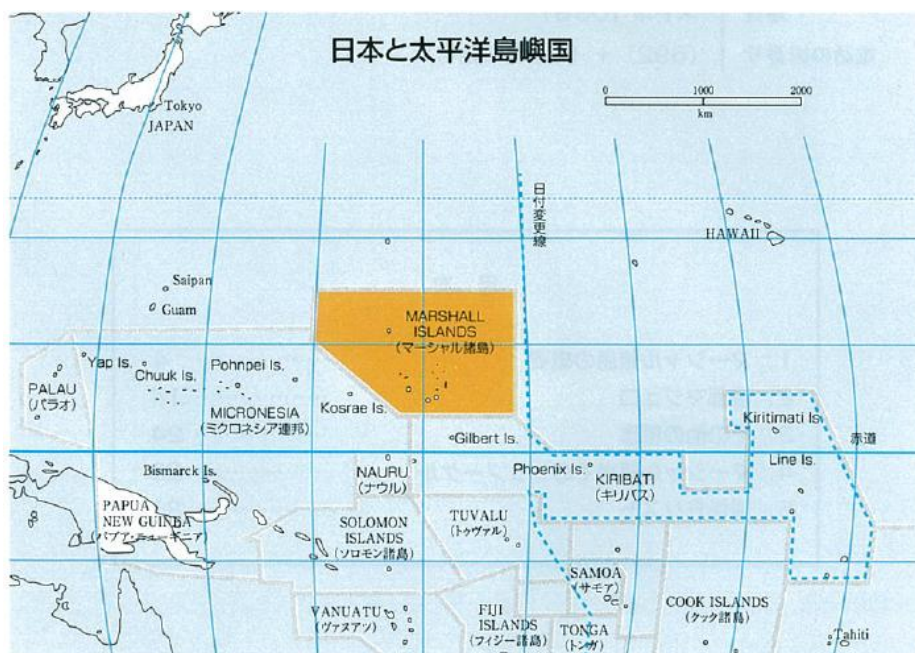 日本と太平洋島嶼国
0 1000 2000
km
Tokyo
JAPAN
日付変更線
HAWAII
Saipan
Guam
MARSHALL
ISLANDS
(マーシャル諸島)
Yap Is.
Chuuk Is.
Pohnpei Is.
PALAU
(パラオ)
MICRONESIA
(ミクロネシア連邦)
Kosrae Is.
Gilbert Is.
Kiritimati Is.
赤道
Line Is.
Bismarck Is.
NAURU
(ナウル)
Phoenix Is.
KIRIBATI
(キリバス)
PAPUA
NEW GUINEA
(パプア・ニューギニア)
SOLOMON
ISLANDS
(ソロモン諸島)
TUVALU
(トゥヴァル)
SAMOA
(サモア)
VANUATU
(ヴァヌアツ)
FIJI
ISLANDS
(フィジー諸島)
TONGA
(トンガ)
COOK ISLANDS
(クック諸島)
Tahiti